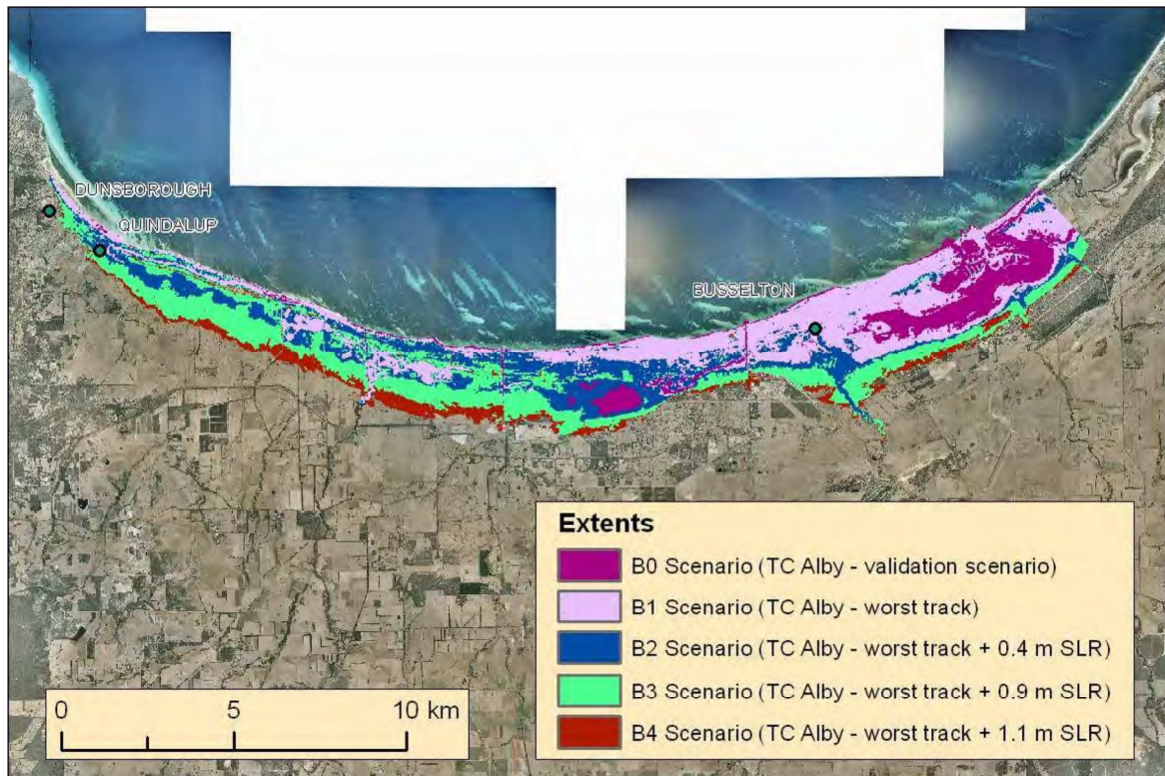 DUNSBOROUGH
QUINDALUP
BUSSELTON
Extents
B0 Scenario (TC Alby - validation scenario)
B1 Scenario (TC Alby - worst track)
B2 Scenario (TC Alby - worst track + 0.4 m SLR)
B3 Scenario (TC Alby - worst track + 0.9 m SLR)
B4 Scenario (TC Alby - worst track + 1.1 m SLR)
0 5 10 km